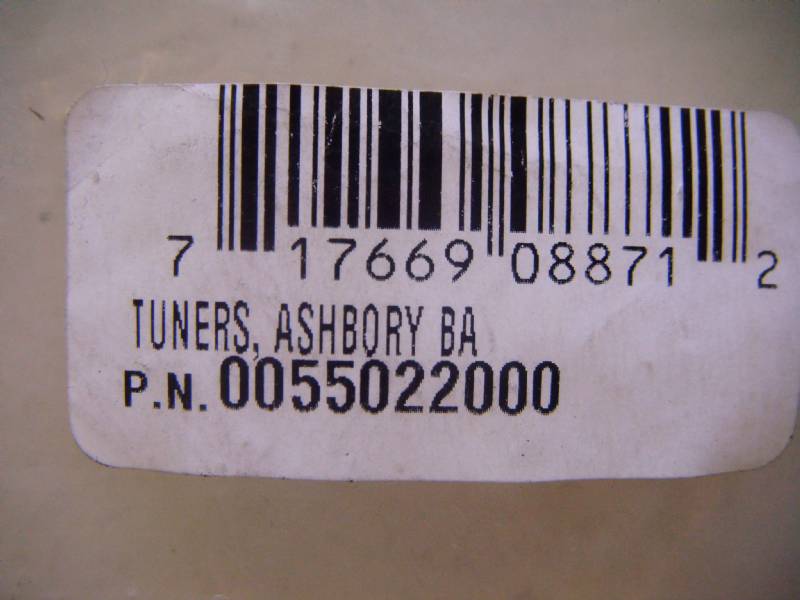 7 17669 08871 2
TUNERS, ASHBORY BA
P.N. 0055022000